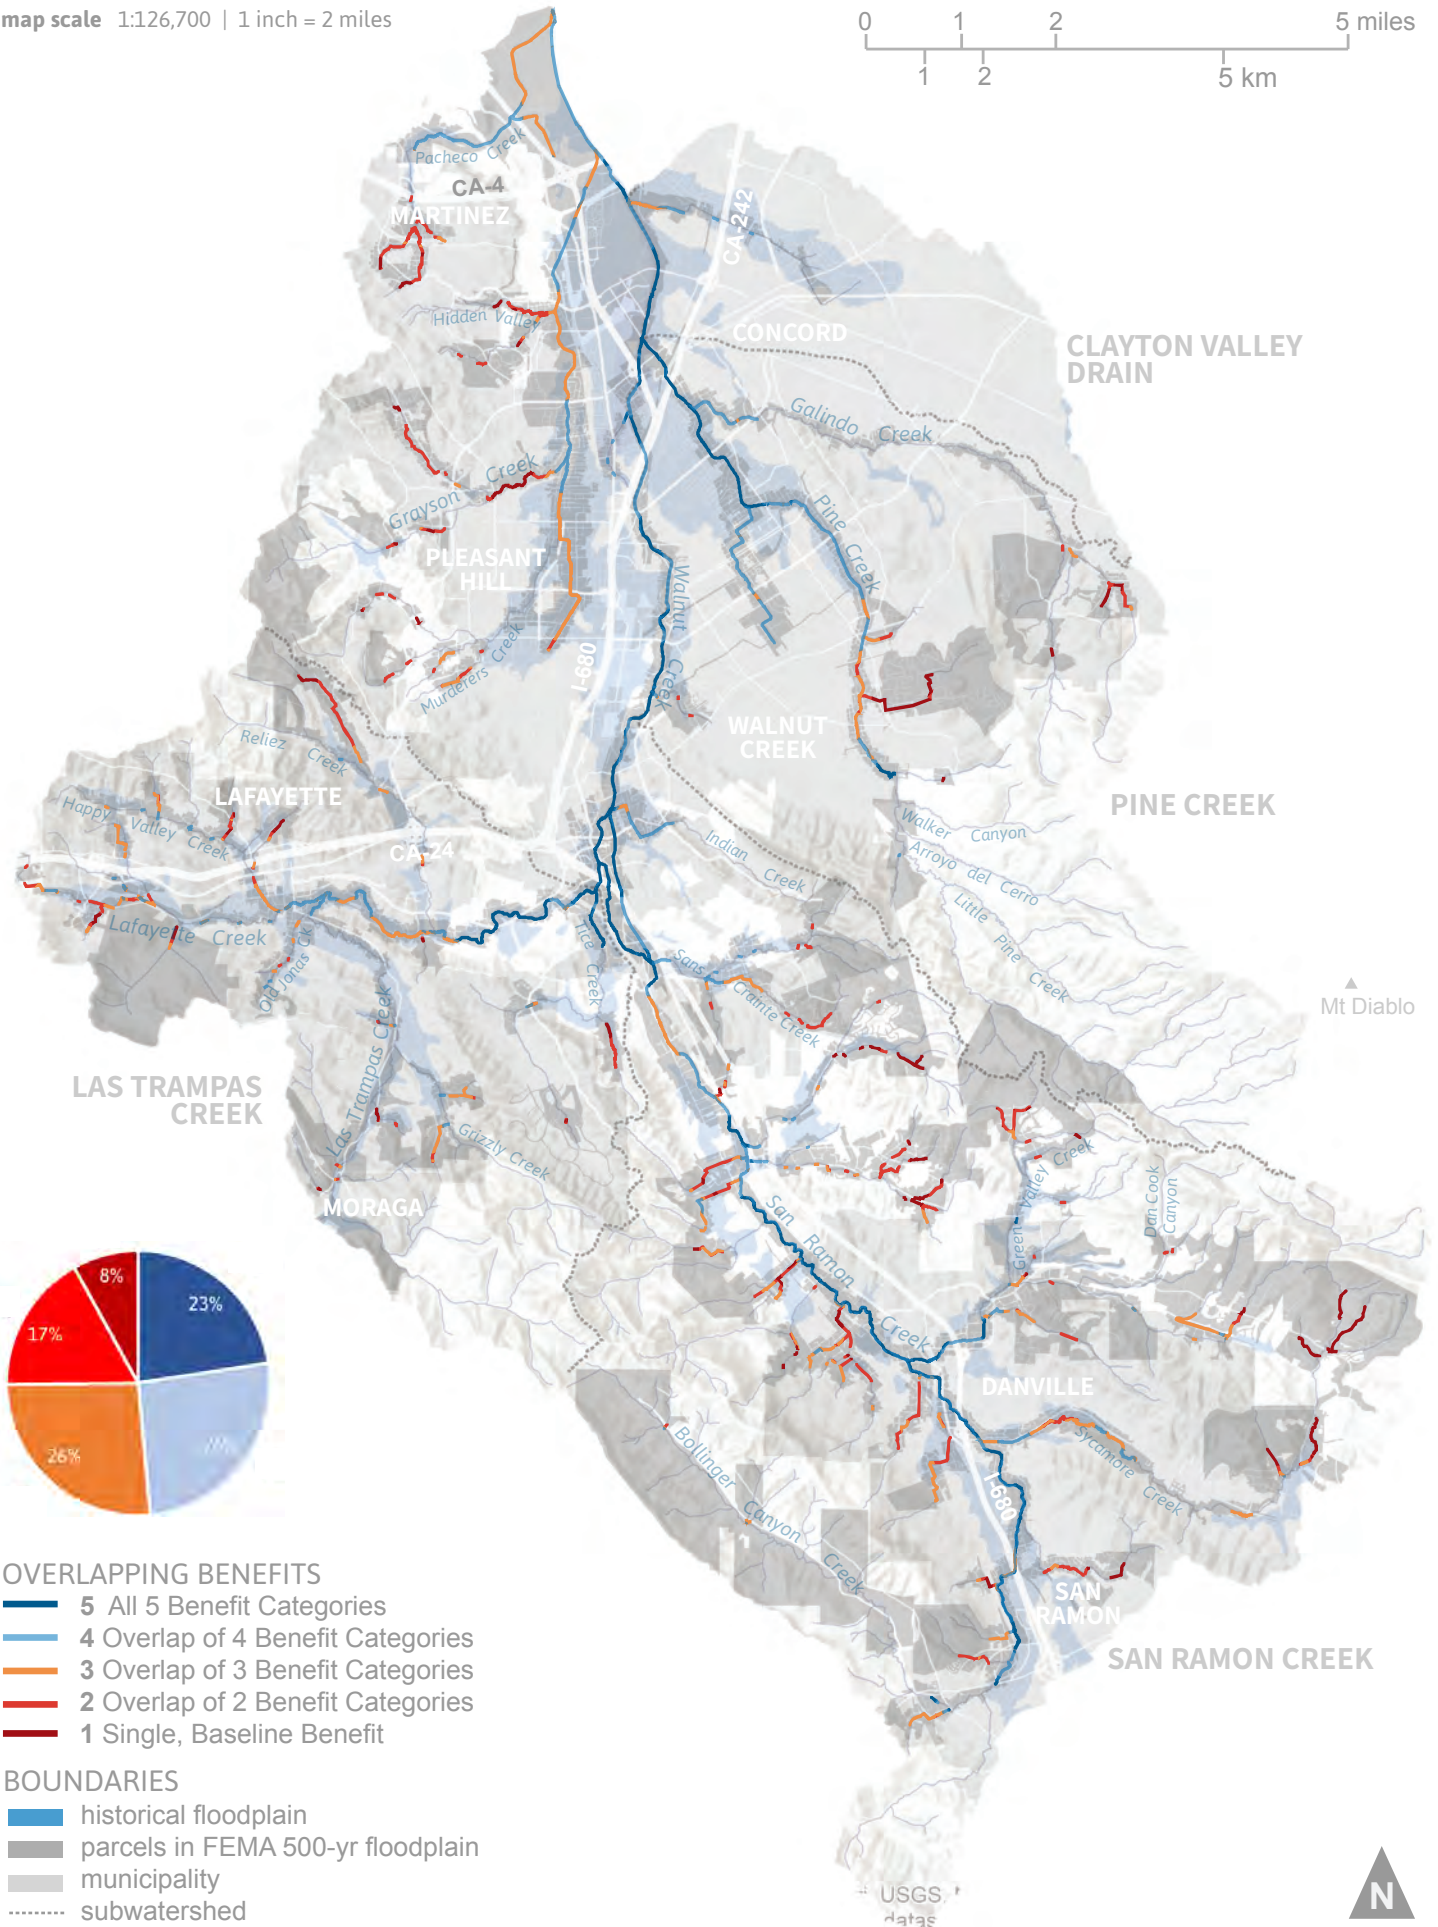 map scale 1:126,700 | 1 inch = 2 miles
0 1 2 5 miles
1 2 5 km
Pacheco Creek
CA-4
MARTINEZ
CA-242
Hidden Valley
CONCORD
CLAYTON VALLEY
DRAIN
Galindo Creek
Grayson Creek
Pine Creek
PLEASANT
HILL
Walnut Creek
Murderers Creek
I-680
WALNUT
CREEK
Reliez Creek
LAFAYETTE
Happy Valley Creek
CA-24
PINE CREEK
Walker Canyon
Arroyo del Cerro
Indian Creek
Little Pine Creek
Lafayette Creek
Old Jonas Ck
Tice Creek
Sans Crainte Creek
Mt Diablo
LAS TRAMPAS
CREEK
Las Trampas Creek
Grizzly Creek
MORAGA
Green Valley Creek
Dan Cook
Canyon
San Ramon Creek
8%
23%
17%
26%
DANVILLE
Sycamore Creek
Bollinger Canyon Creek
I-680
SAN
RAMON
SAN RAMON CREEK
OVERLAPPING BENEFITS
5 All 5 Benefit Categories
4 Overlap of 4 Benefit Categories
3 Overlap of 3 Benefit Categories
2 Overlap of 2 Benefit Categories
1 Single, Baseline Benefit
BOUNDARIES
historical floodplain
parcels in FEMA 500-yr floodplain
municipality
subwatershed
USGS,
datas
N